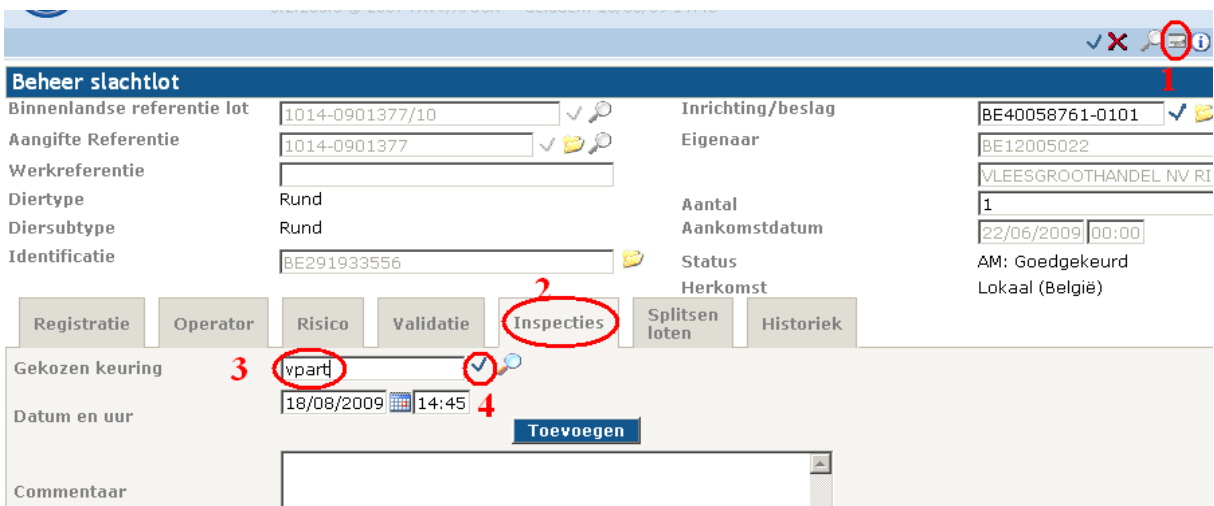 1
Beheer slachtlot
Binnenlandse referentie lot 1014-0901377/10 Inrichting/beslag BE40058761-0101
Aangifte Referentie 1014-0901377 Eigenaar BE12005022
Werkreferentie VLEESGROOTHANDEL NV RI
Diertype Rund Aantal 1
Diersubtype Rund Aankomstdatum 22/06/2009 00:00
Identificatie BE291933556 Status AM: Goedgekeurd
2 Herkomst Lokaal (België)
Registratie Operator Risico Validatie Inspecties Splitsen loten Historiek
Gekozen keuring 3 vpart
Datum en uur 18/08/2009 14:45 4
Toevoegen
Commentaar